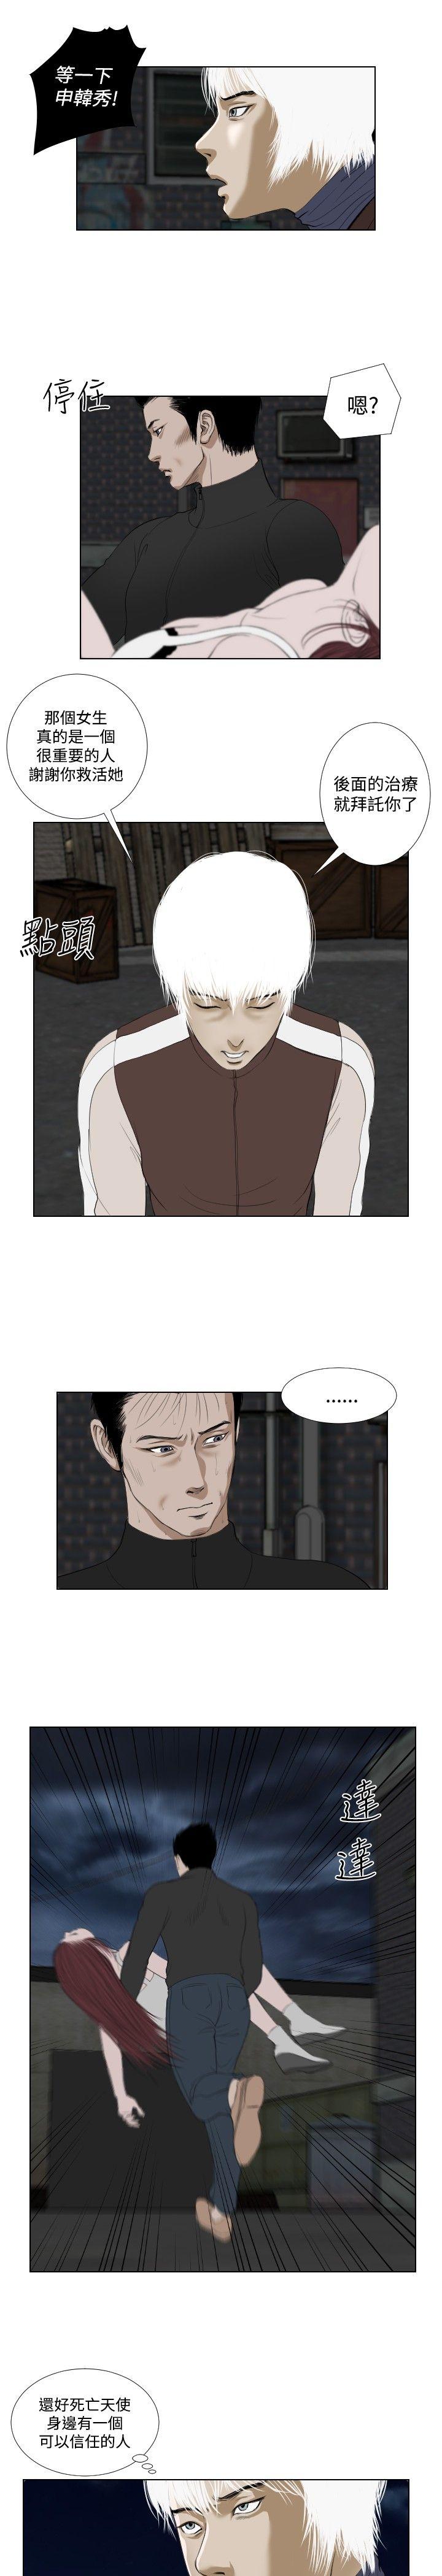 等一下
申韓秀!
停住
嗯?
那個女生
真的是一個
很重要的人
謝謝你救活她
後面的治療
就拜託你了
點頭
......
達
達
還好死亡天使
身邊有一個
可以信任的人